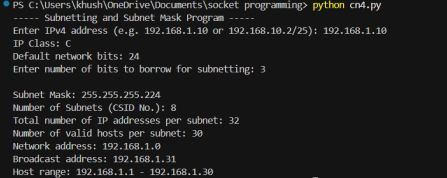 PS C:\Users\khush\OneDrive\Documents\socket programming> python cn4.py
----- Subnetting and Subnet Mask Program -----
Enter IPv4 address (e.g. 192.168.1.10 or 192.168.10.2/25): 192.168.1.10
IP Class: C
Default network bits: 24
Enter number of bits to borrow for subnetting: 3

Subnet Mask: 255.255.255.224
Number of Subnets (CSID No.): 8
Total number of IP addresses per subnet: 32
Number of valid hosts per subnet: 30
Network address: 192.168.1.0
Broadcast address: 192.168.1.31
Host range: 192.168.1.1 - 192.168.1.30